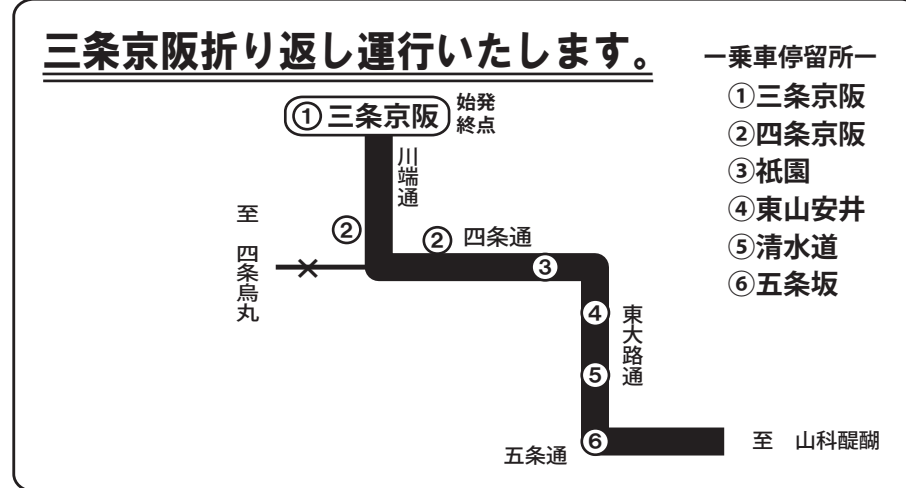 三条京阪折り返し運行いたします。
ー乗車停留所ー
①三条京阪
②四条京阪
③祇園
④東山安井
⑤清水道
⑥五条坂
①三条京阪
始発
終点
川端通
至 四条烏丸
②
② 四条通
③
④
東大路通
⑤
⑥
五条通
至 山科醍醐